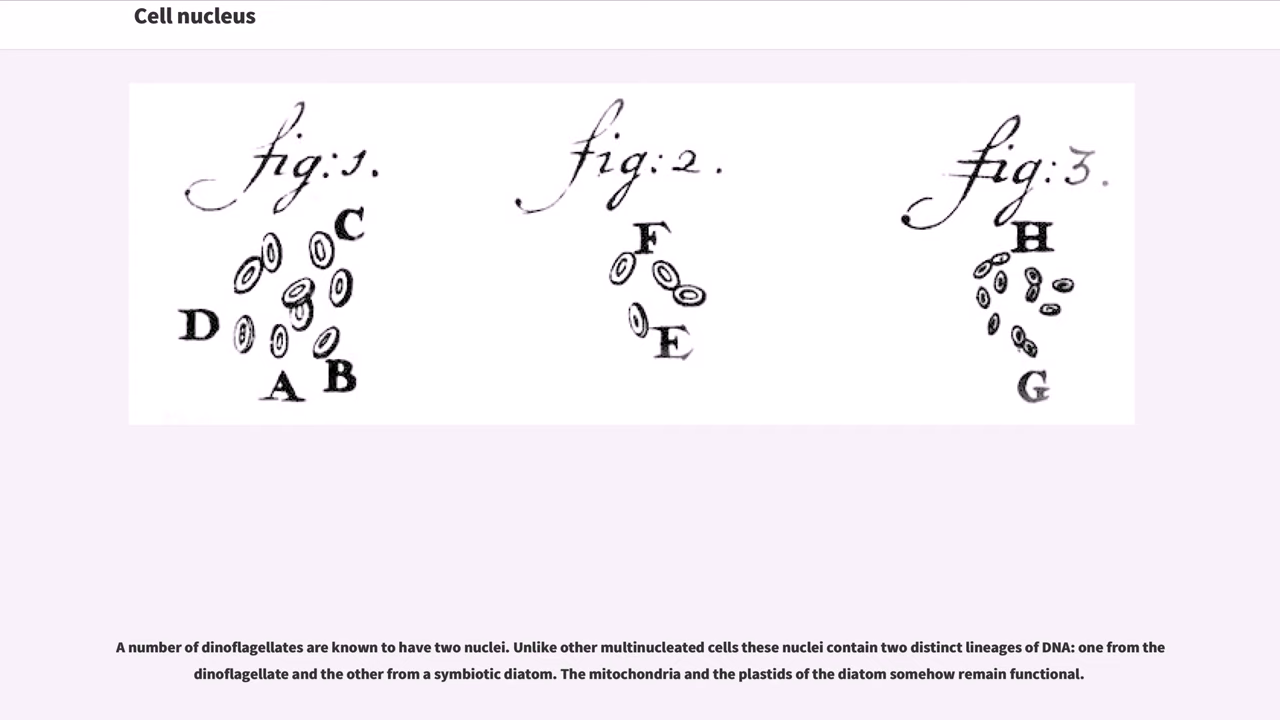 Cell nucleus
fig: 1.
fig: 2.
fig: 3.
C
D
A
B
F
E
H
G
A number of dinoflagellates are known to have two nuclei. Unlike other multinucleated cells these nuclei contain two distinct lineages of DNA: one from the
dinoflagellate and the other from a symbiotic diatom. The mitochondria and the plastids of the diatom somehow remain functional.